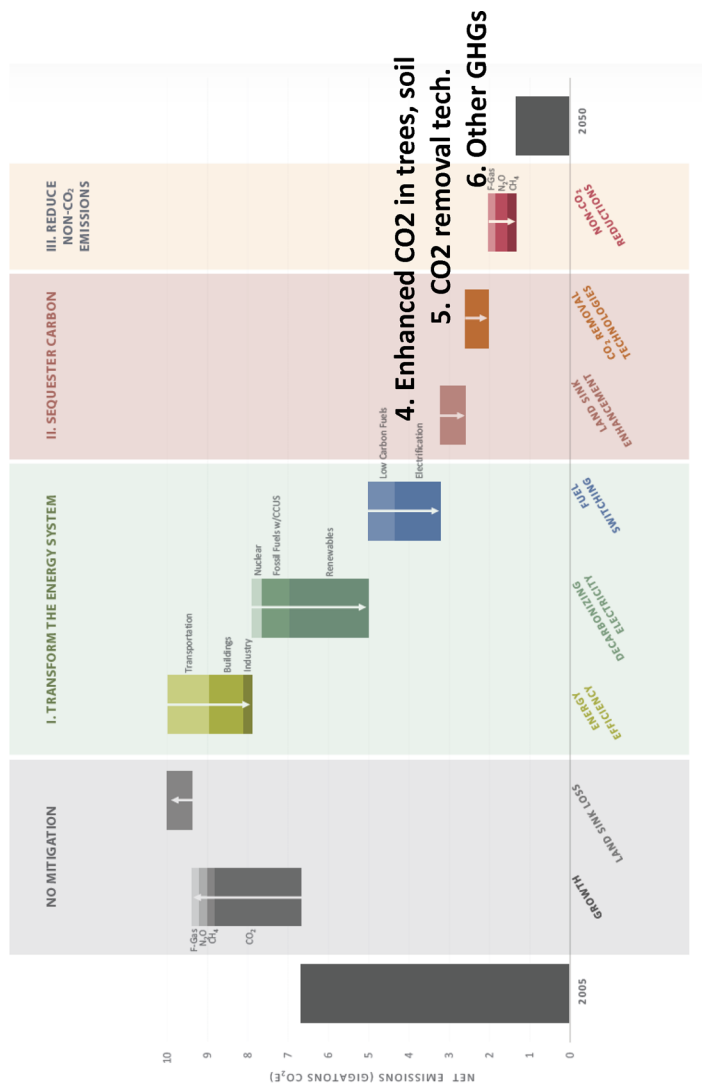 4. Enhanced CO2 in trees, soil
5. CO2 removal tech.
6. Other GHGs
NO MITIGATION
I. TRANSFORM THE ENERGY SYSTEM
II. SEQUESTER CARBON
III. REDUCE
NON-CO₂
EMISSIONS
NET EMISSIONS (GIGATONS CO₂E)
10
9
8
7
6
5
4
3
2
1
0
F-Gas
N₂O
CH₄
CO₂
Transportation
Buildings
Industry
Nuclear
Fossil Fuels w/CCUS
Renewables
Low Carbon Fuels
Electrification
F-Gas
N₂O
CH₄
2005
GROWTH
LAND SINK LOSS
ENERGY
EFFICIENCY
DECARBONIZING
ELECTRICITY
FUEL
SWITCHING
LAND SINK
ENHANCEMENT
CO₂ REMOVAL
TECHNOLOGIES
NON-CO₂
REDUCTIONS
2050